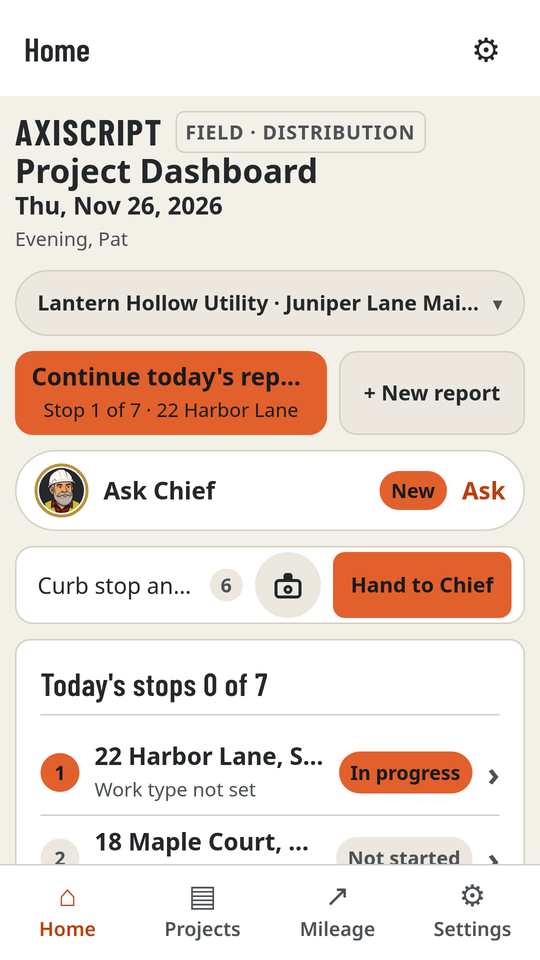 Home
AXISCRIPT FIELD · DISTRIBUTION
Project Dashboard
Thu, Nov 26, 2026
Evening, Pat
Lantern Hollow Utility · Juniper Lane Mai...
Continue today's rep...
Stop 1 of 7 · 22 Harbor Lane
+ New report
Ask Chief New Ask
Curb stop an... 6 Hand to Chief
Today's stops 0 of 7
1 22 Harbor Lane, S... In progress
Work type not set
2 18 Maple Court, ... Not started
Home Projects Mileage Settings